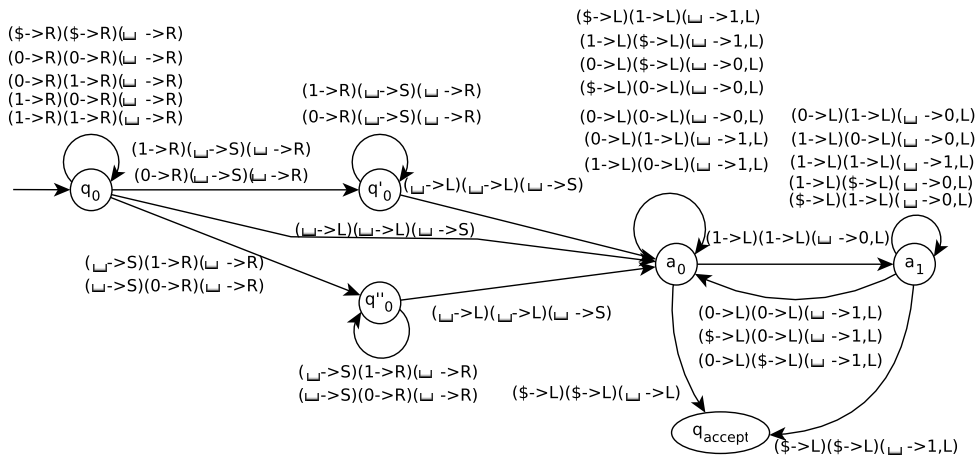 ($->R)($->R)(␣ ->R)
(0->R)(0->R)(␣ ->R)
(0->R)(1->R)(␣ ->R)
(1->R)(0->R)(␣ ->R)
(1->R)(1->R)(␣ ->R)
(1->R)(␣->S)(␣ ->R)
(0->R)(␣->S)(␣->R)
q0
(1->R)(␣->S)(␣ ->R)
(0->R)(␣->S)(␣ ->R)
q'0
(␣->L)(␣->L)(␣ ->S)
(␣->L)(␣->L)(␣ ->S)
(␣->S)(1->R)(␣ ->R)
(␣->S)(0->R)(␣ ->R)
q''0
(␣->L)(␣->L)(␣ ->S)
(␣->S)(1->R)(␣ ->R)
(␣->S)(0->R)(␣ ->R)
($->L)(1->L)(␣ ->1,L)
(1->L)($->L)(␣ ->1,L)
(0->L)($->L)(␣ ->0,L)
($->L)(0->L)(␣ ->0,L)
(0->L)(0->L)(␣ ->0,L)
(0->L)(1->L)(␣ ->1,L)
(1->L)(0->L)(␣ ->1,L)
a0
(1->L)(1->L)(␣ ->0,L)
(0->L)(1->L)(␣ ->0,L)
(1->L)(0->L)(␣ ->0,L)
(1->L)(1->L)(␣ ->1,L)
(1->L)($->L)(␣ ->0,L)
($->L)(1->L)(␣ ->0,L)
a1
(0->L)(0->L)(␣ ->1,L)
($->L)(0->L)(␣ ->1,L)
(0->L)($->L)(␣ ->1,L)
($->L)($->L)(␣ ->L)
qaccept
($->L)($->L)(␣ ->1,L)